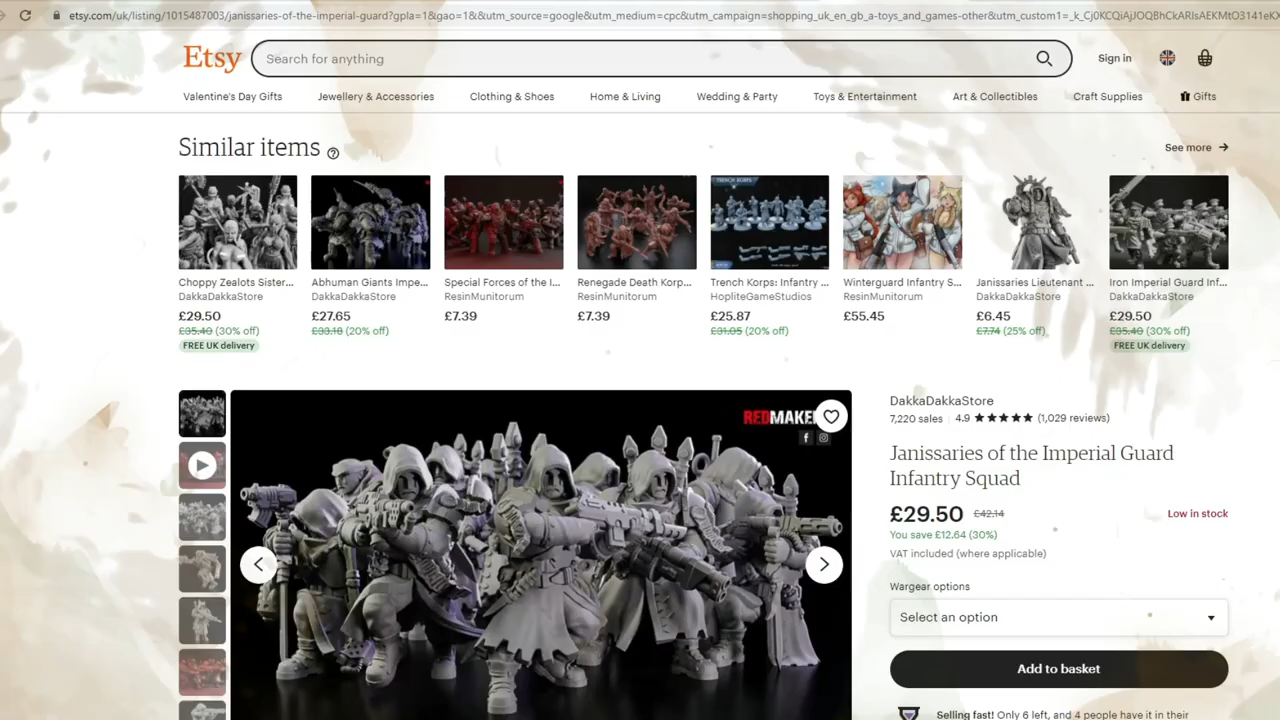 etsy.com/uk/listing/1015487003/janissaries-of-the-imperial-guard?gpla=1&gao=1&&utm_source=google&utm_medium=cpc&utm_campaign=shopping_uk_en_gb_a-toys_and_games-other&utm_custom1=_k_
Etsy
Search for anything
Sign in
Valentine's Day Gifts
Jewellery & Accessories
Clothing & Shoes
Home & Living
Wedding & Party
Toys & Entertainment
Art & Collectibles
Craft Supplies
Gifts
Similar items
See more
TRENCH KORPS
Choppy Zealots Sister...
DakkaDakkaStore
£29.50
£35.40 (30% off)
FREE UK delivery
Abhuman Giants Impe...
DakkaDakkaStore
£27.65
£33.18 (20% off)
Special Forces of the I...
ResinMunitorum
£7.39
Renegade Death Korp...
ResinMunitorum
£7.39
Trench Korps: Infantry ...
HopliteGameStudios
£25.87
£31.05 (20% off)
Winterguard Infantry S...
ResinMunitorum
£55.45
Janissaries Lieutenant ...
DakkaDakkaStore
£6.45
£7.74 (25% off)
Iron Imperial Guard Inf...
DakkaDakkaStore
£29.50
£35.40 (30% off)
FREE UK delivery
REDMAKE
DakkaDakkaStore
7,220 sales | 4.9 ★★★★★ (1,029 reviews)
Janissaries of the Imperial Guard
Infantry Squad
£29.50 £42.14
Low in stock
You save £12.64 (30%)
VAT included (where applicable)
Wargear options
Select an option
Add to basket
Selling fast! Only 6 left, and 4 people have it in their